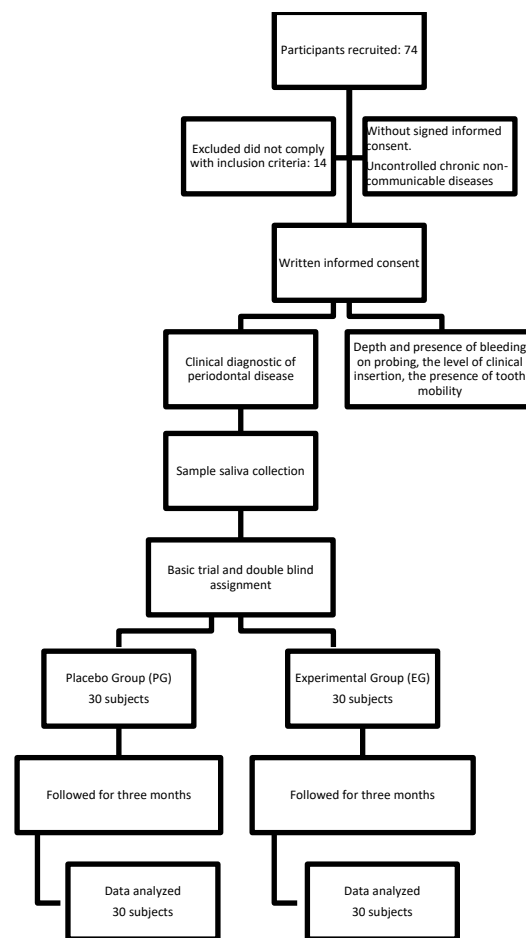 Participants recruited: 74
Excluded did not comply
with inclusion criteria: 14
Without signed informed
consent.
Uncontrolled chronic non-
communicable diseases
Written informed consent
Clinical diagnostic of
periodontal disease
Depth and presence of bleeding
on probing, the level of clinical
insertion, the presence of tooth
mobility
Sample saliva collection
Basic trial and double blind
assignment
Placebo Group (PG)
30 subjects
Experimental Group (EG)
30 subjects
Followed for three months
Followed for three months
Data analyzed
30 subjects
Data analyzed
30 subjects